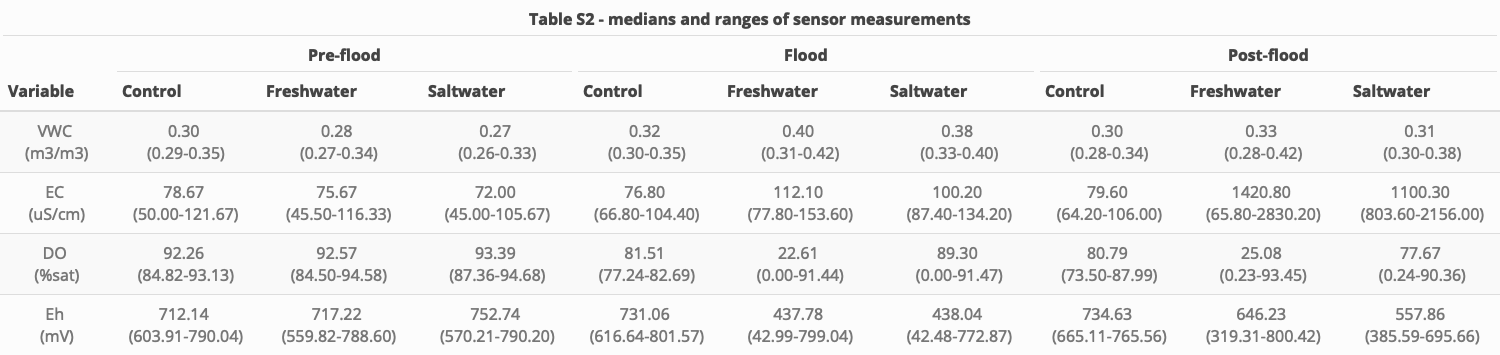 Table S2 - medians and ranges of sensor measurements
Pre-flood Flood Post-flood
Variable Control Freshwater Saltwater Control Freshwater Saltwater Control Freshwater Saltwater
VWC 0.30 0.28 0.27 0.32 0.40 0.38 0.30 0.33 0.31
(m3/m3) (0.29-0.35) (0.27-0.34) (0.26-0.33) (0.30-0.35) (0.31-0.42) (0.33-0.40) (0.28-0.34) (0.28-0.42) (0.30-0.38)
EC 78.67 75.67 72.00 76.80 112.10 100.20 79.60 1420.80 1100.30
(uS/cm) (50.00-121.67) (45.50-116.33) (45.00-105.67) (66.80-104.40) (77.80-153.60) (87.40-134.20) (64.20-106.00) (65.80-2830.20) (803.60-2156.00)
DO 92.26 92.57 93.39 81.51 22.61 89.30 80.79 25.08 77.67
(%sat) (84.82-93.13) (84.50-94.58) (87.36-94.68) (77.24-82.69) (0.00-91.44) (0.00-91.47) (73.50-87.99) (0.23-93.45) (0.24-90.36)
Eh 712.14 717.22 752.74 731.06 437.78 438.04 734.63 646.23 557.86
(mV) (603.91-790.04) (559.82-788.60) (570.21-790.20) (616.64-801.57) (42.99-799.04) (42.48-772.87) (665.11-765.56) (319.31-800.42) (385.59-695.66)